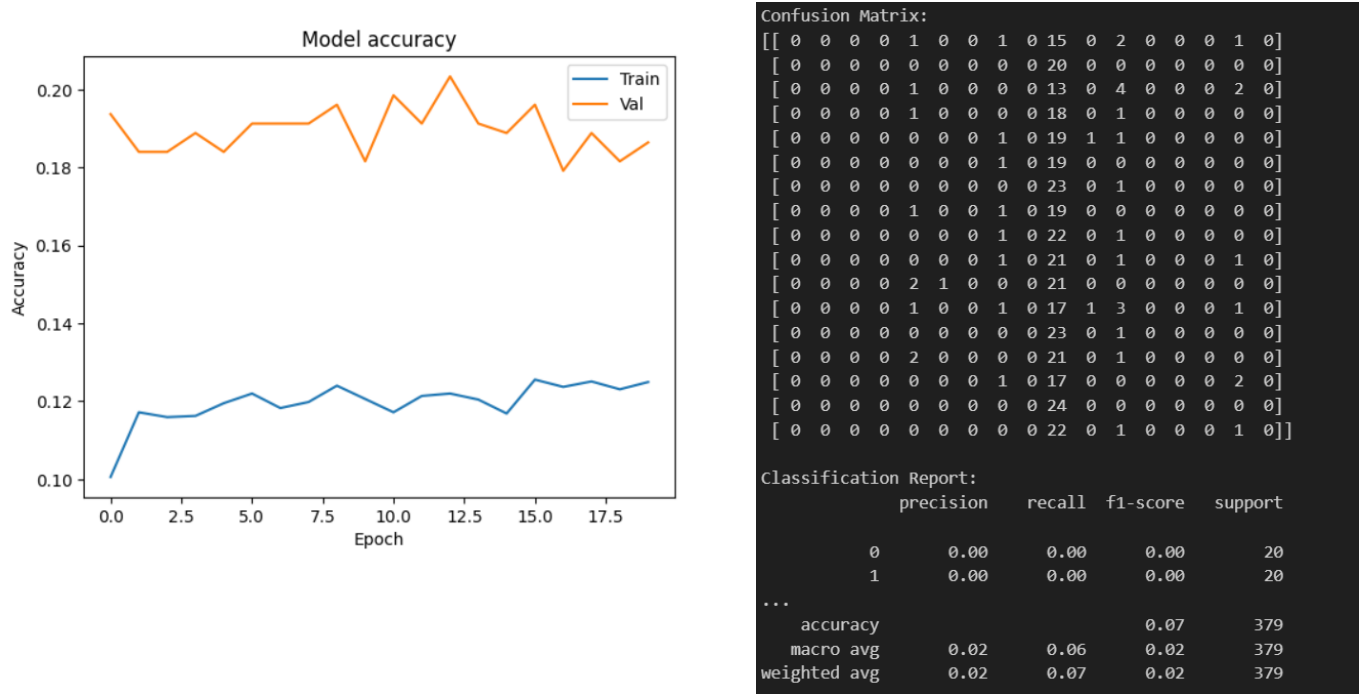 Model accuracy
Train
Val
0.20
0.18
0.16
0.14
0.12
0.10
Accuracy
0.0 2.5 5.0 7.5 10.0 12.5 15.0 17.5
Epoch
Confusion Matrix:
[[ 0 0 0 0 1 0 0 1 0 15 0 2 0 0 0 1 0]
[ 0 0 0 0 0 0 0 0 0 20 0 0 0 0 0 0 0]
[ 0 0 0 0 1 0 0 0 0 13 0 4 0 0 0 2 0]
[ 0 0 0 0 1 0 0 0 0 18 0 1 0 0 0 0 0]
[ 0 0 0 0 0 0 0 1 0 19 1 1 0 0 0 0 0]
[ 0 0 0 0 0 0 0 1 0 19 0 0 0 0 0 0 0]
[ 0 0 0 0 0 0 0 0 0 23 0 1 0 0 0 0 0]
[ 0 0 0 0 1 0 0 1 0 19 0 0 0 0 0 0 0]
[ 0 0 0 0 0 0 0 1 0 22 0 1 0 0 0 0 0]
[ 0 0 0 0 0 0 0 1 0 21 0 1 0 0 0 1 0]
[ 0 0 0 0 2 1 0 0 0 21 0 0 0 0 0 0 0]
[ 0 0 0 0 1 0 0 1 0 17 1 3 0 0 0 1 0]
[ 0 0 0 0 0 0 0 0 0 23 0 1 0 0 0 0 0]
[ 0 0 0 0 2 0 0 0 0 21 0 1 0 0 0 0 0]
[ 0 0 0 0 0 0 0 1 0 17 0 0 0 0 0 2 0]
[ 0 0 0 0 0 0 0 0 0 24 0 0 0 0 0 0 0]
[ 0 0 0 0 0 0 0 0 0 22 0 1 0 0 0 1 0]]
Classification Report:
precision recall f1-score support
0 0.00 0.00 0.00 20
1 0.00 0.00 0.00 20
...
accuracy 0.07 379
macro avg 0.02 0.06 0.02 379
weighted avg 0.02 0.07 0.02 379